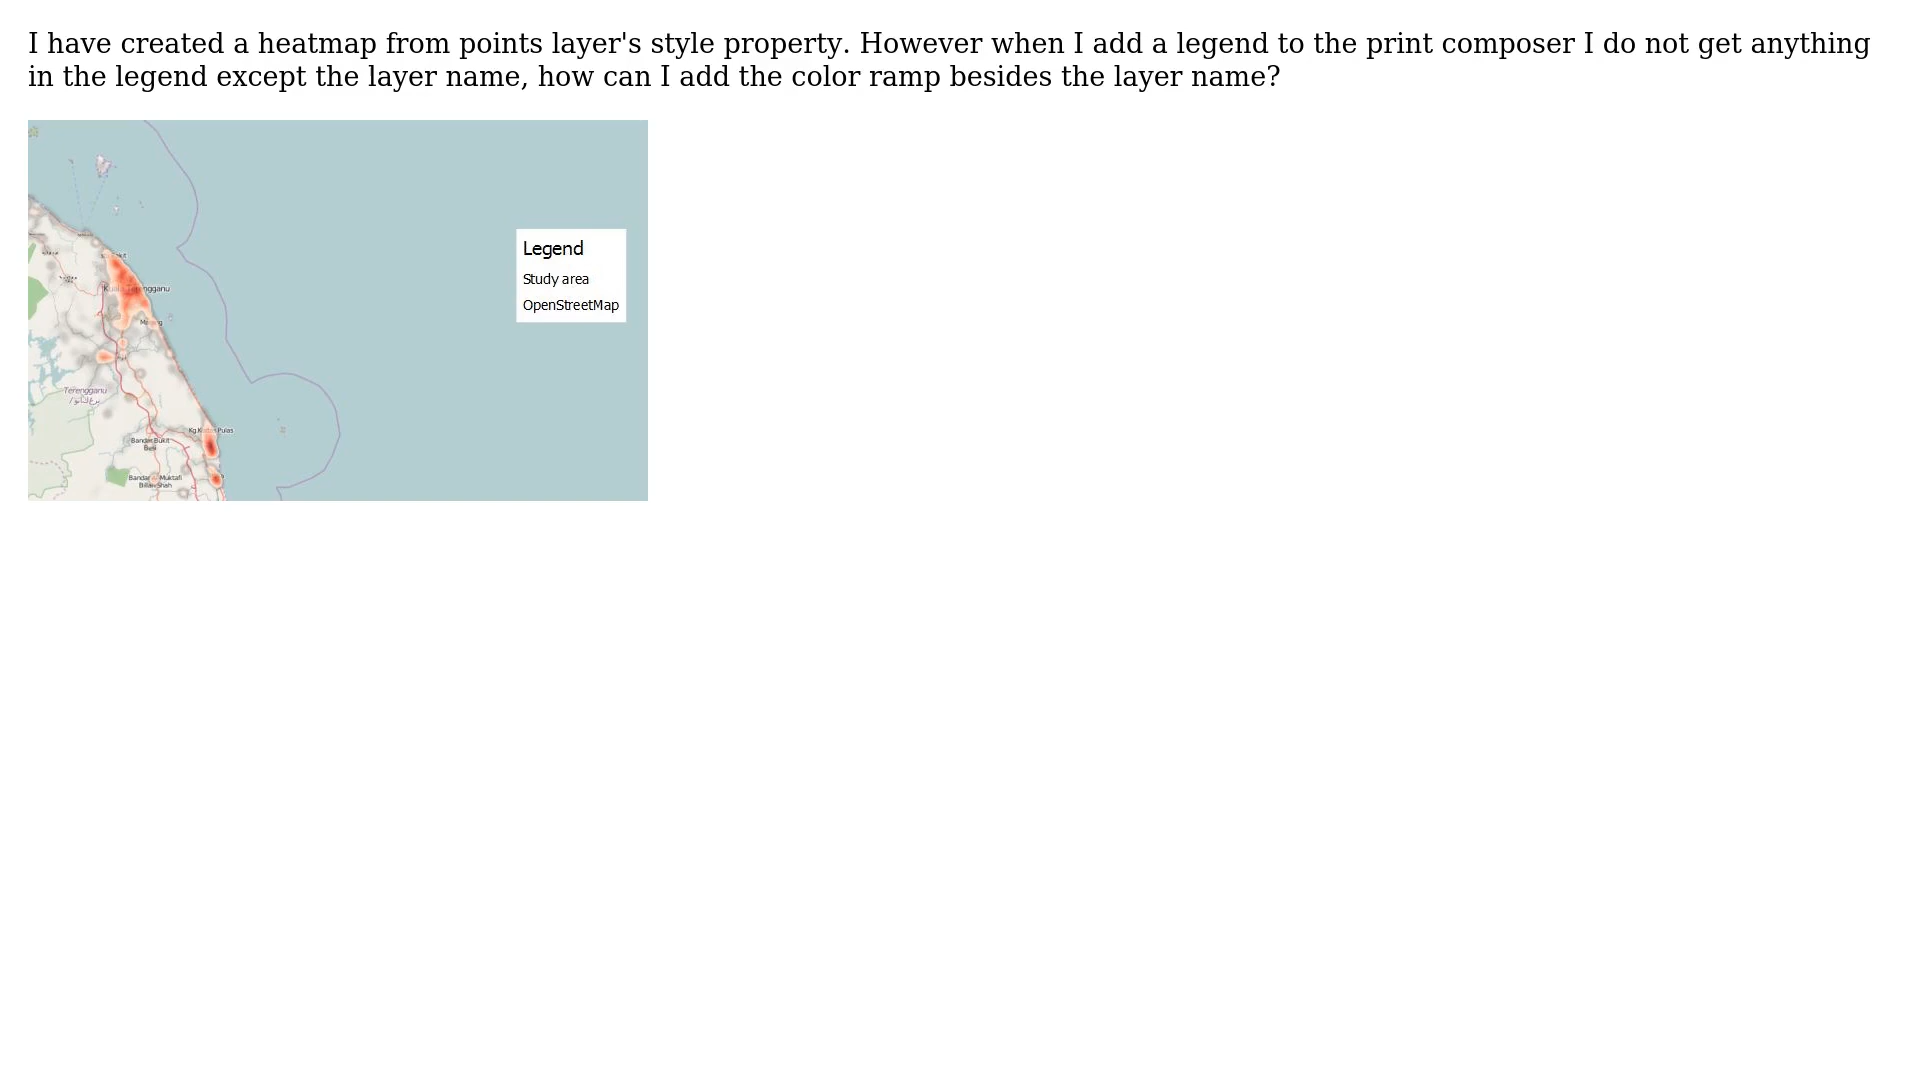 I have created a heatmap from points layer's style property. However when I add a legend to the print composer I do not get anything
in the legend except the layer name, how can I add the color ramp besides the layer name?
Legend
Study area
OpenStreetMap
Terengganu
Kg Kuala Pulas
Bandar Bukit
Besi
Bandar Muktafi
Billah Shah